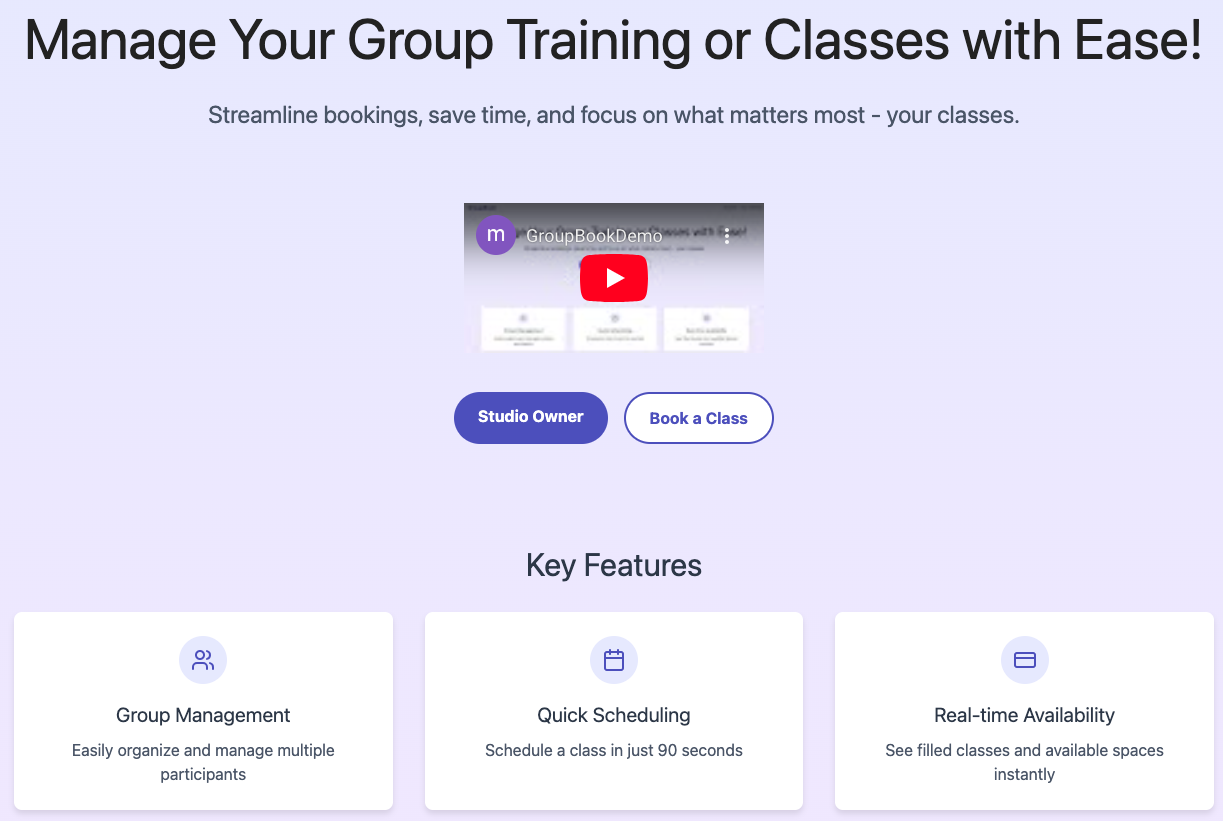 Manage Your Group Training or Classes with Ease!
Streamline bookings, save time, and focus on what matters most - your classes.
m
GroupBookDemo
Studio Owner
Book a Class
Key Features
Group Management
Easily organize and manage multiple
participants
Quick Scheduling
Schedule a class in just 90 seconds
Real-time Availability
See filled classes and available spaces
instantly